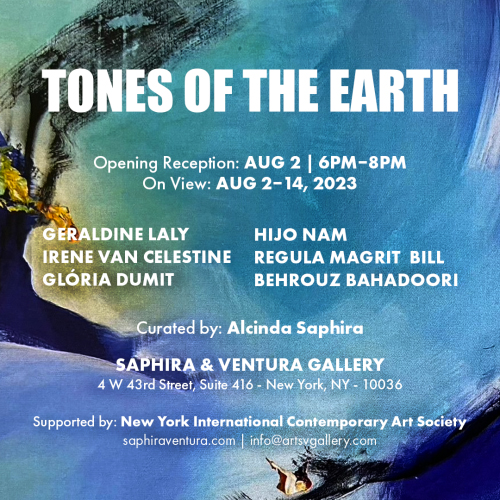 TONES OF THE EARTH
Opening Reception: AUG 2 | 6PM–8PM
On View: AUG 2–14, 2023
GERALDINE LALY
IRENE VAN CELESTINE
GLÓRIA DUMIT
HIJO NAM
REGULA MAGRIT BILL
BEHROUZ BAHADOORI
Curated by: Alcinda Saphira
SAPHIRA & VENTURA GALLERY
4 W 43rd Street, Suite 416 - New York, NY - 10036
Supported by: New York International Contemporary Art Society
saphiraventura.com | info@artsvgallery.com